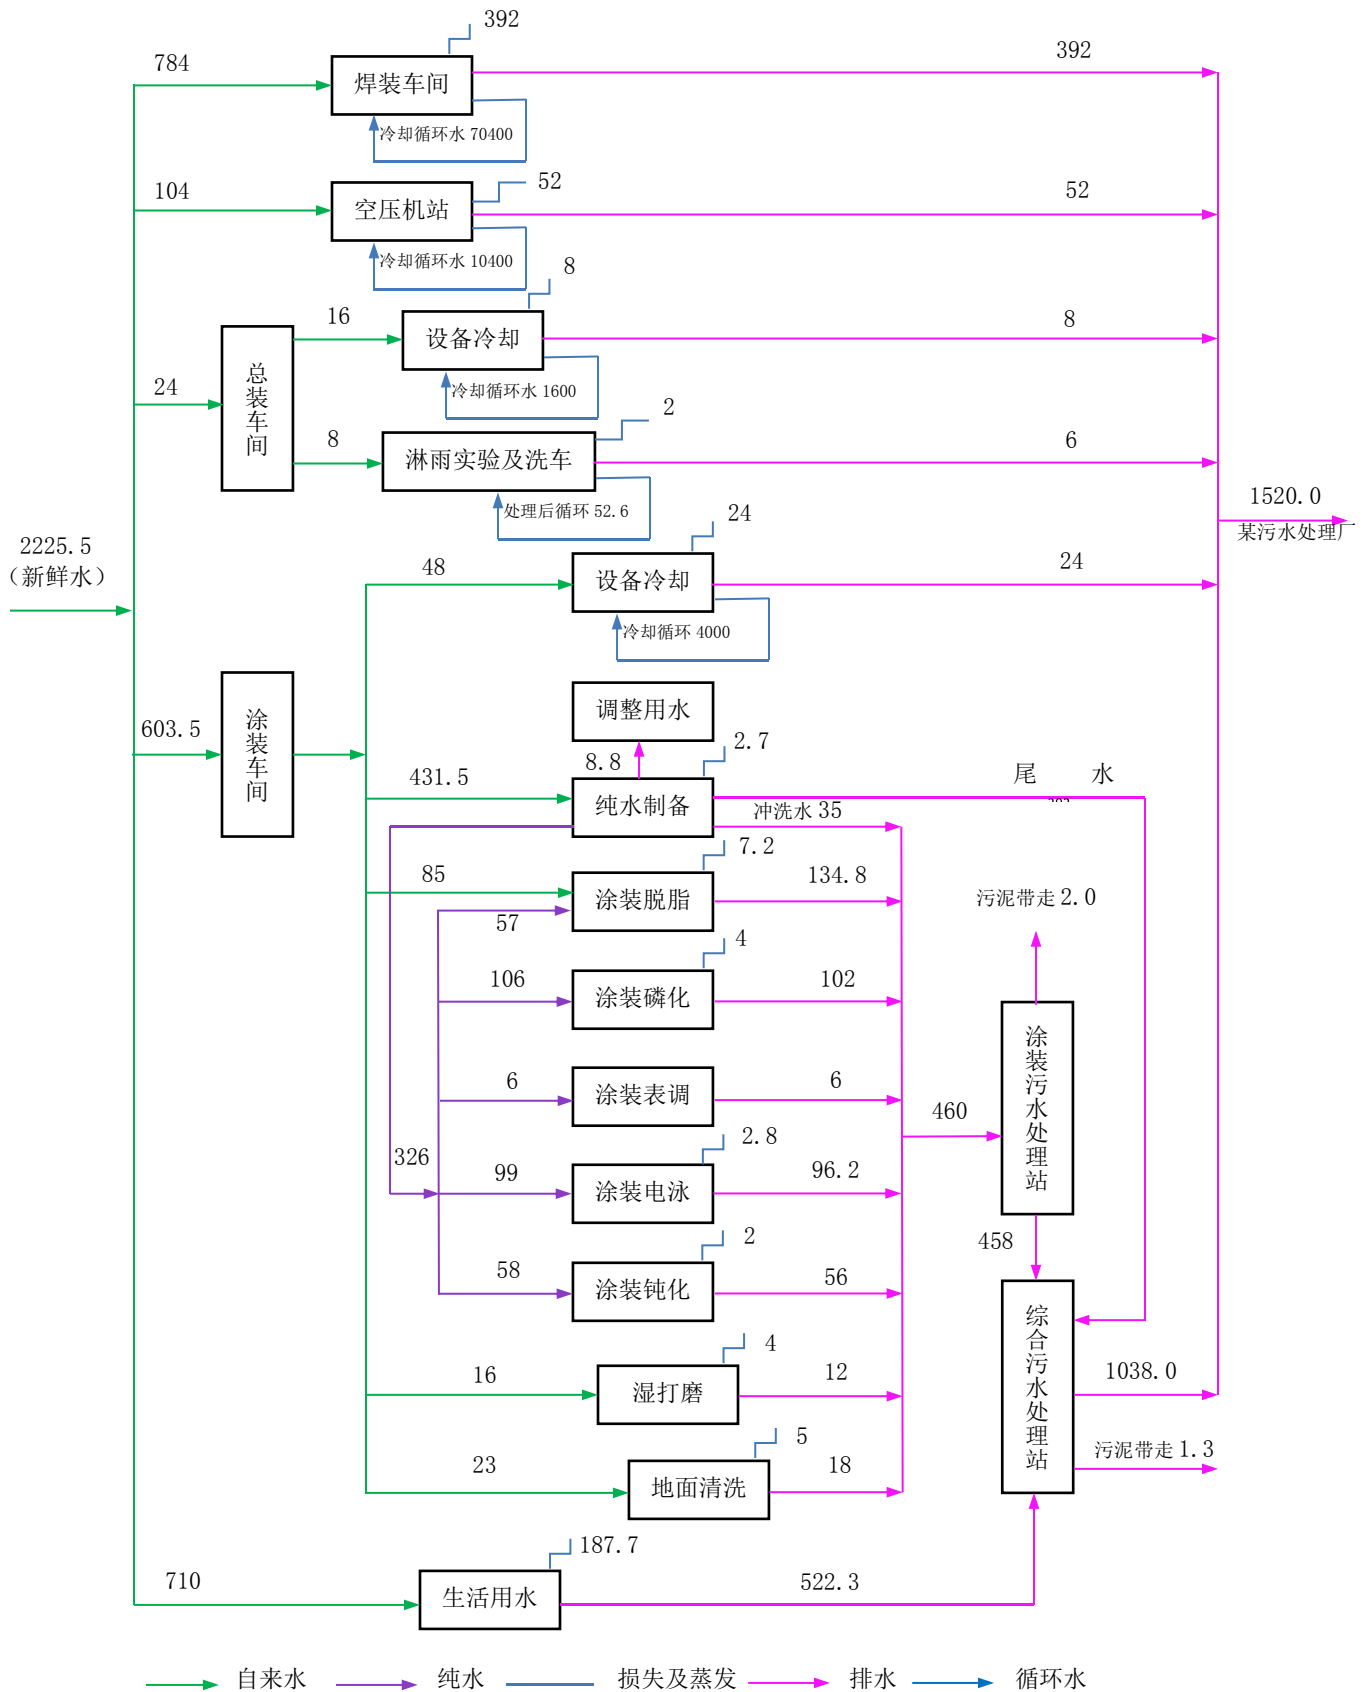 392
784
焊装车间
392
冷却循环水 70400
104
空压机站
52
52
冷却循环水 10400
8
16
设备冷却
8
总装车间
24
冷却循环水 1600
2
8
淋雨实验及洗车
6
处理后循环 52.6
1520.0
某污水处理厂
2225.5
（新鲜水）
24
48
设备冷却
24
冷却循环 4000
603.5
涂装车间
调整用水
8.8
2.7
431.5
纯水制备
尾 水
冲洗水 35
7.2
85
涂装脱脂
134.8
57
污泥带走 2.0
4
106
涂装磷化
102
6
涂装表调
6
460
涂装污水处理站
326
2.8
99
涂装电泳
96.2
2
458
58
涂装钝化
56
综合污水处理站
4
16
湿打磨
12
1038.0
5
污泥带走 1.3
23
地面清洗
18
187.7
710
生活用水
522.3
自来水
纯水
损失及蒸发
排水
循环水